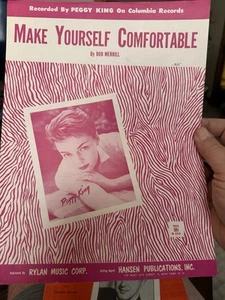 Recorded By PEGGY KING On Columbia Records
MAKE YOURSELF COMFORTABLE
By BOB MERRILL
Peggy King
RYLAN MUSIC CORP.
HANSEN PUBLICATIONS, INC.